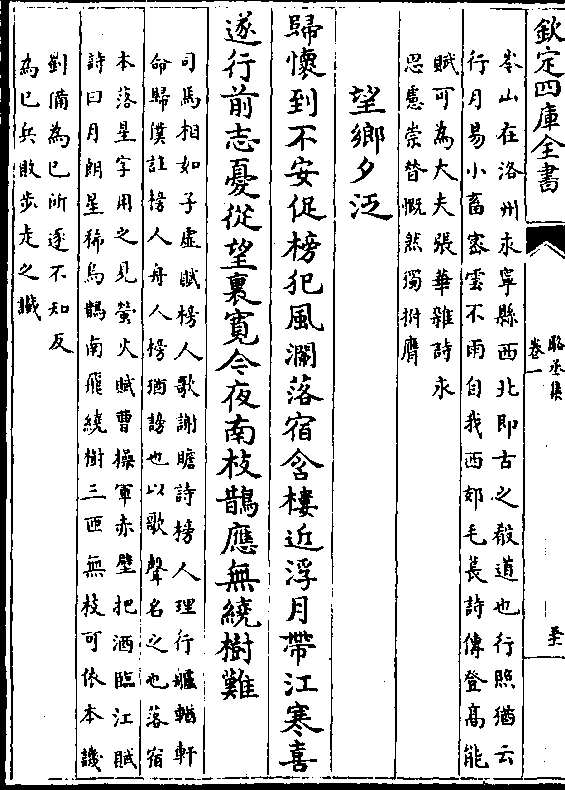 欽定四庫全書
駱丞集
卷一
岑山在洛州永寧縣西北即古之殽道也行照猶云
行月易小畜密雲不雨自我西郊毛萇詩傳登高能
賦可為大夫張華雜詩永
思慮崇替慨然獨拊膺
望鄉夕泛
歸懷到不安促榜犯風瀾落宿含樓近浮月帶江寒喜
遂行前志憂從望裏寛今夜南枝鵲應無繞樹難
司馬相如子虚賦榜人歌謝瞻詩榜人理行艫輶軒
命歸僕註榜人舟人榜猶謗也以歌聲名之也落宿
本落星字用之見螢火賦曹操軍赤壁把酒臨江賦
詩曰月朗星稀烏鵲南飛繞樹三匝無枝可依本譏
劉備為已所逐不知反
為已兵敗步走之讖